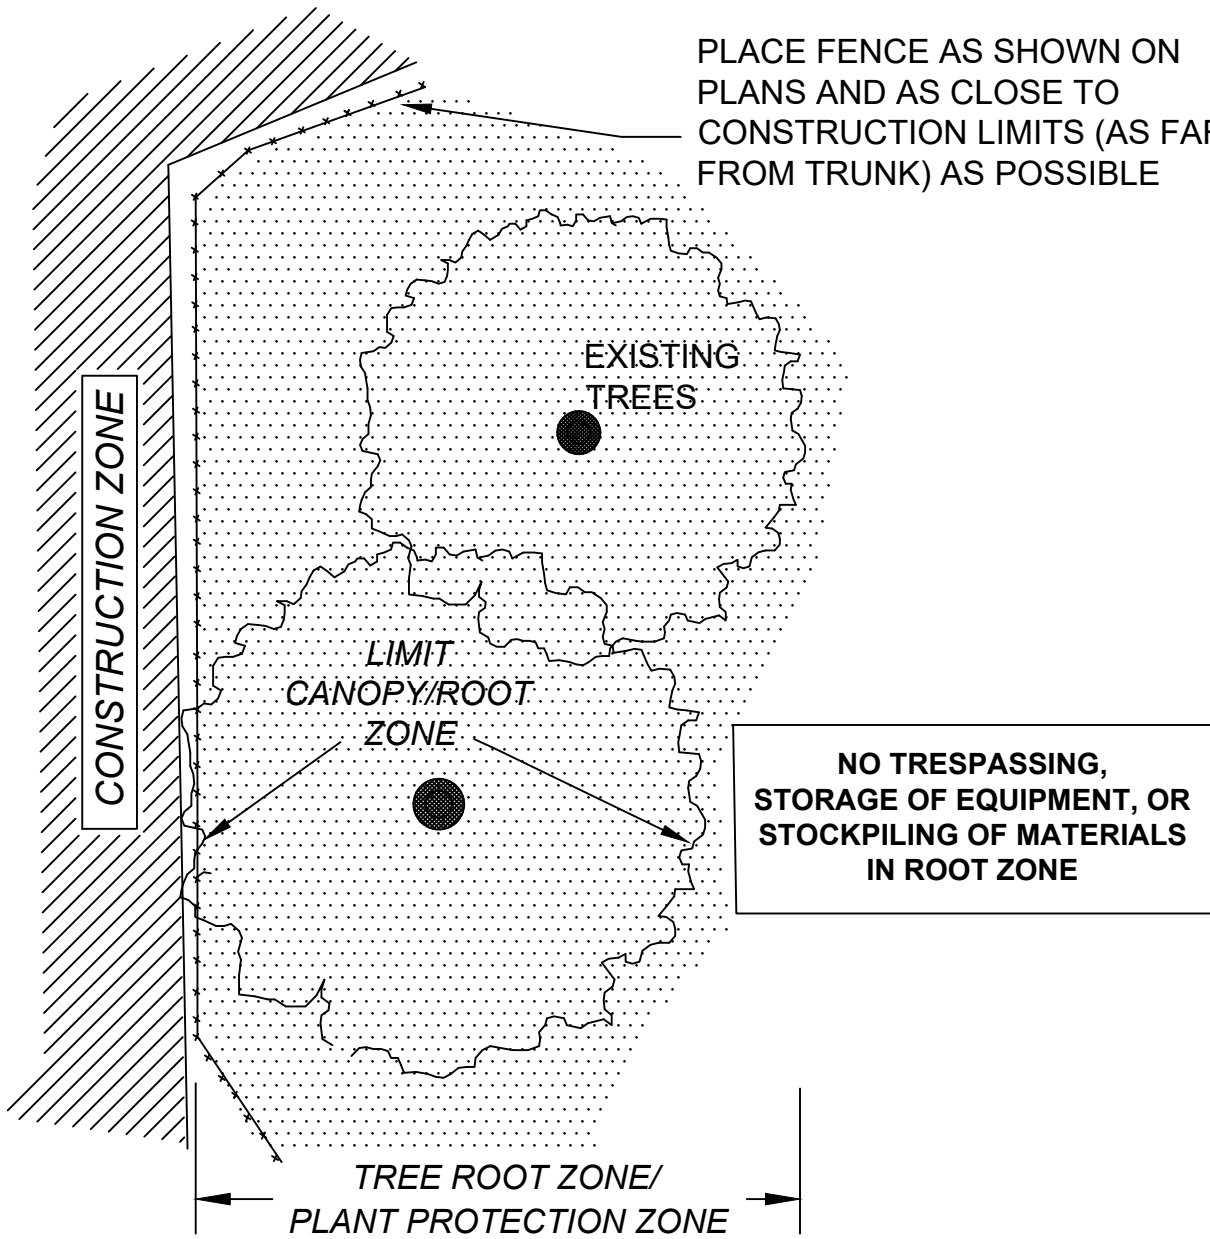 PLACE FENCE AS SHOWN ON
PLANS AND AS CLOSE TO
CONSTRUCTION LIMITS (AS FAR
FROM TRUNK) AS POSSIBLE
EXISTING
TREES
CONSTRUCTION ZONE
LIMIT
CANOPY/ROOT
ZONE
NO TRESPASSING,
STORAGE OF EQUIPMENT, OR
STOCKPILING OF MATERIALS
IN ROOT ZONE
TREE ROOT ZONE/
PLANT PROTECTION ZONE